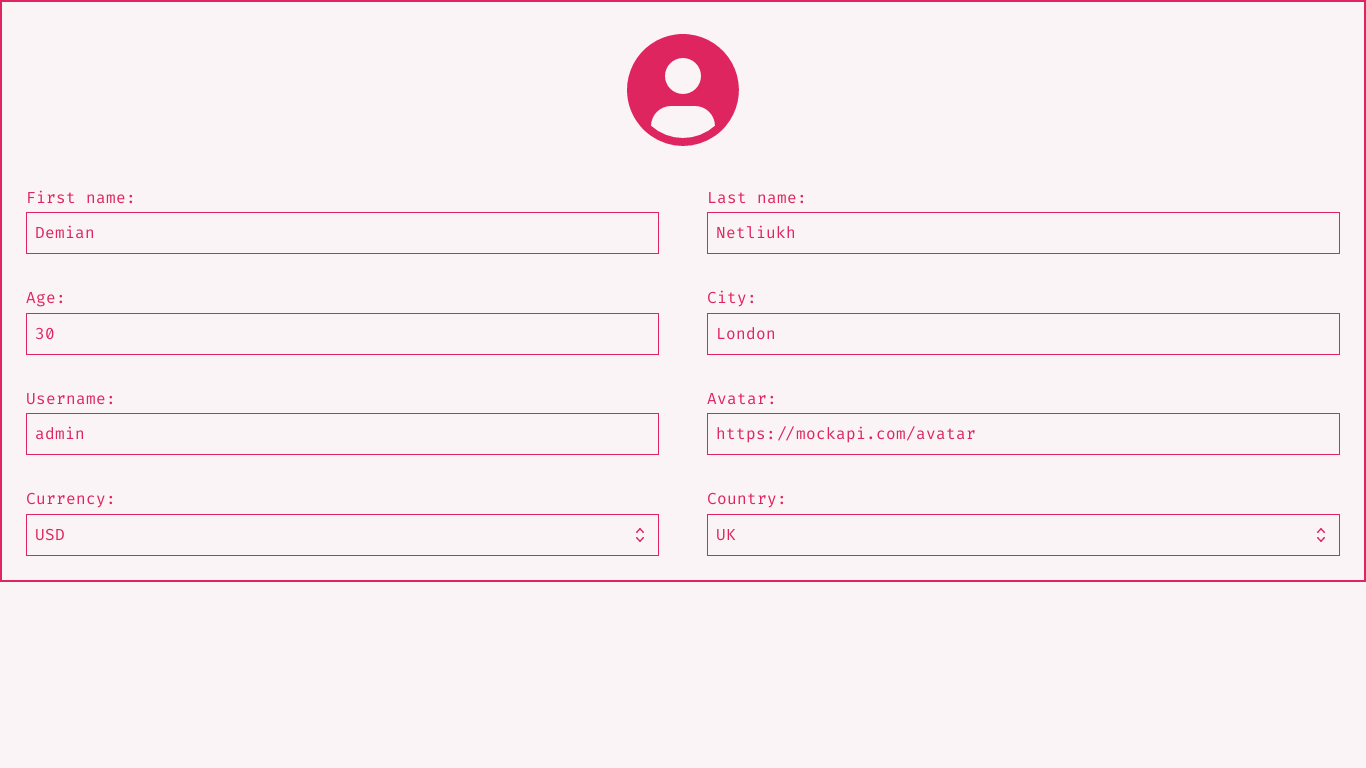 First name:
Last name:
Demian
Netliukh
Age:
City:
30
London
Username:
Avatar:
admin
https://mockapi.com/avatar
Currency:
Country:
USD
UK